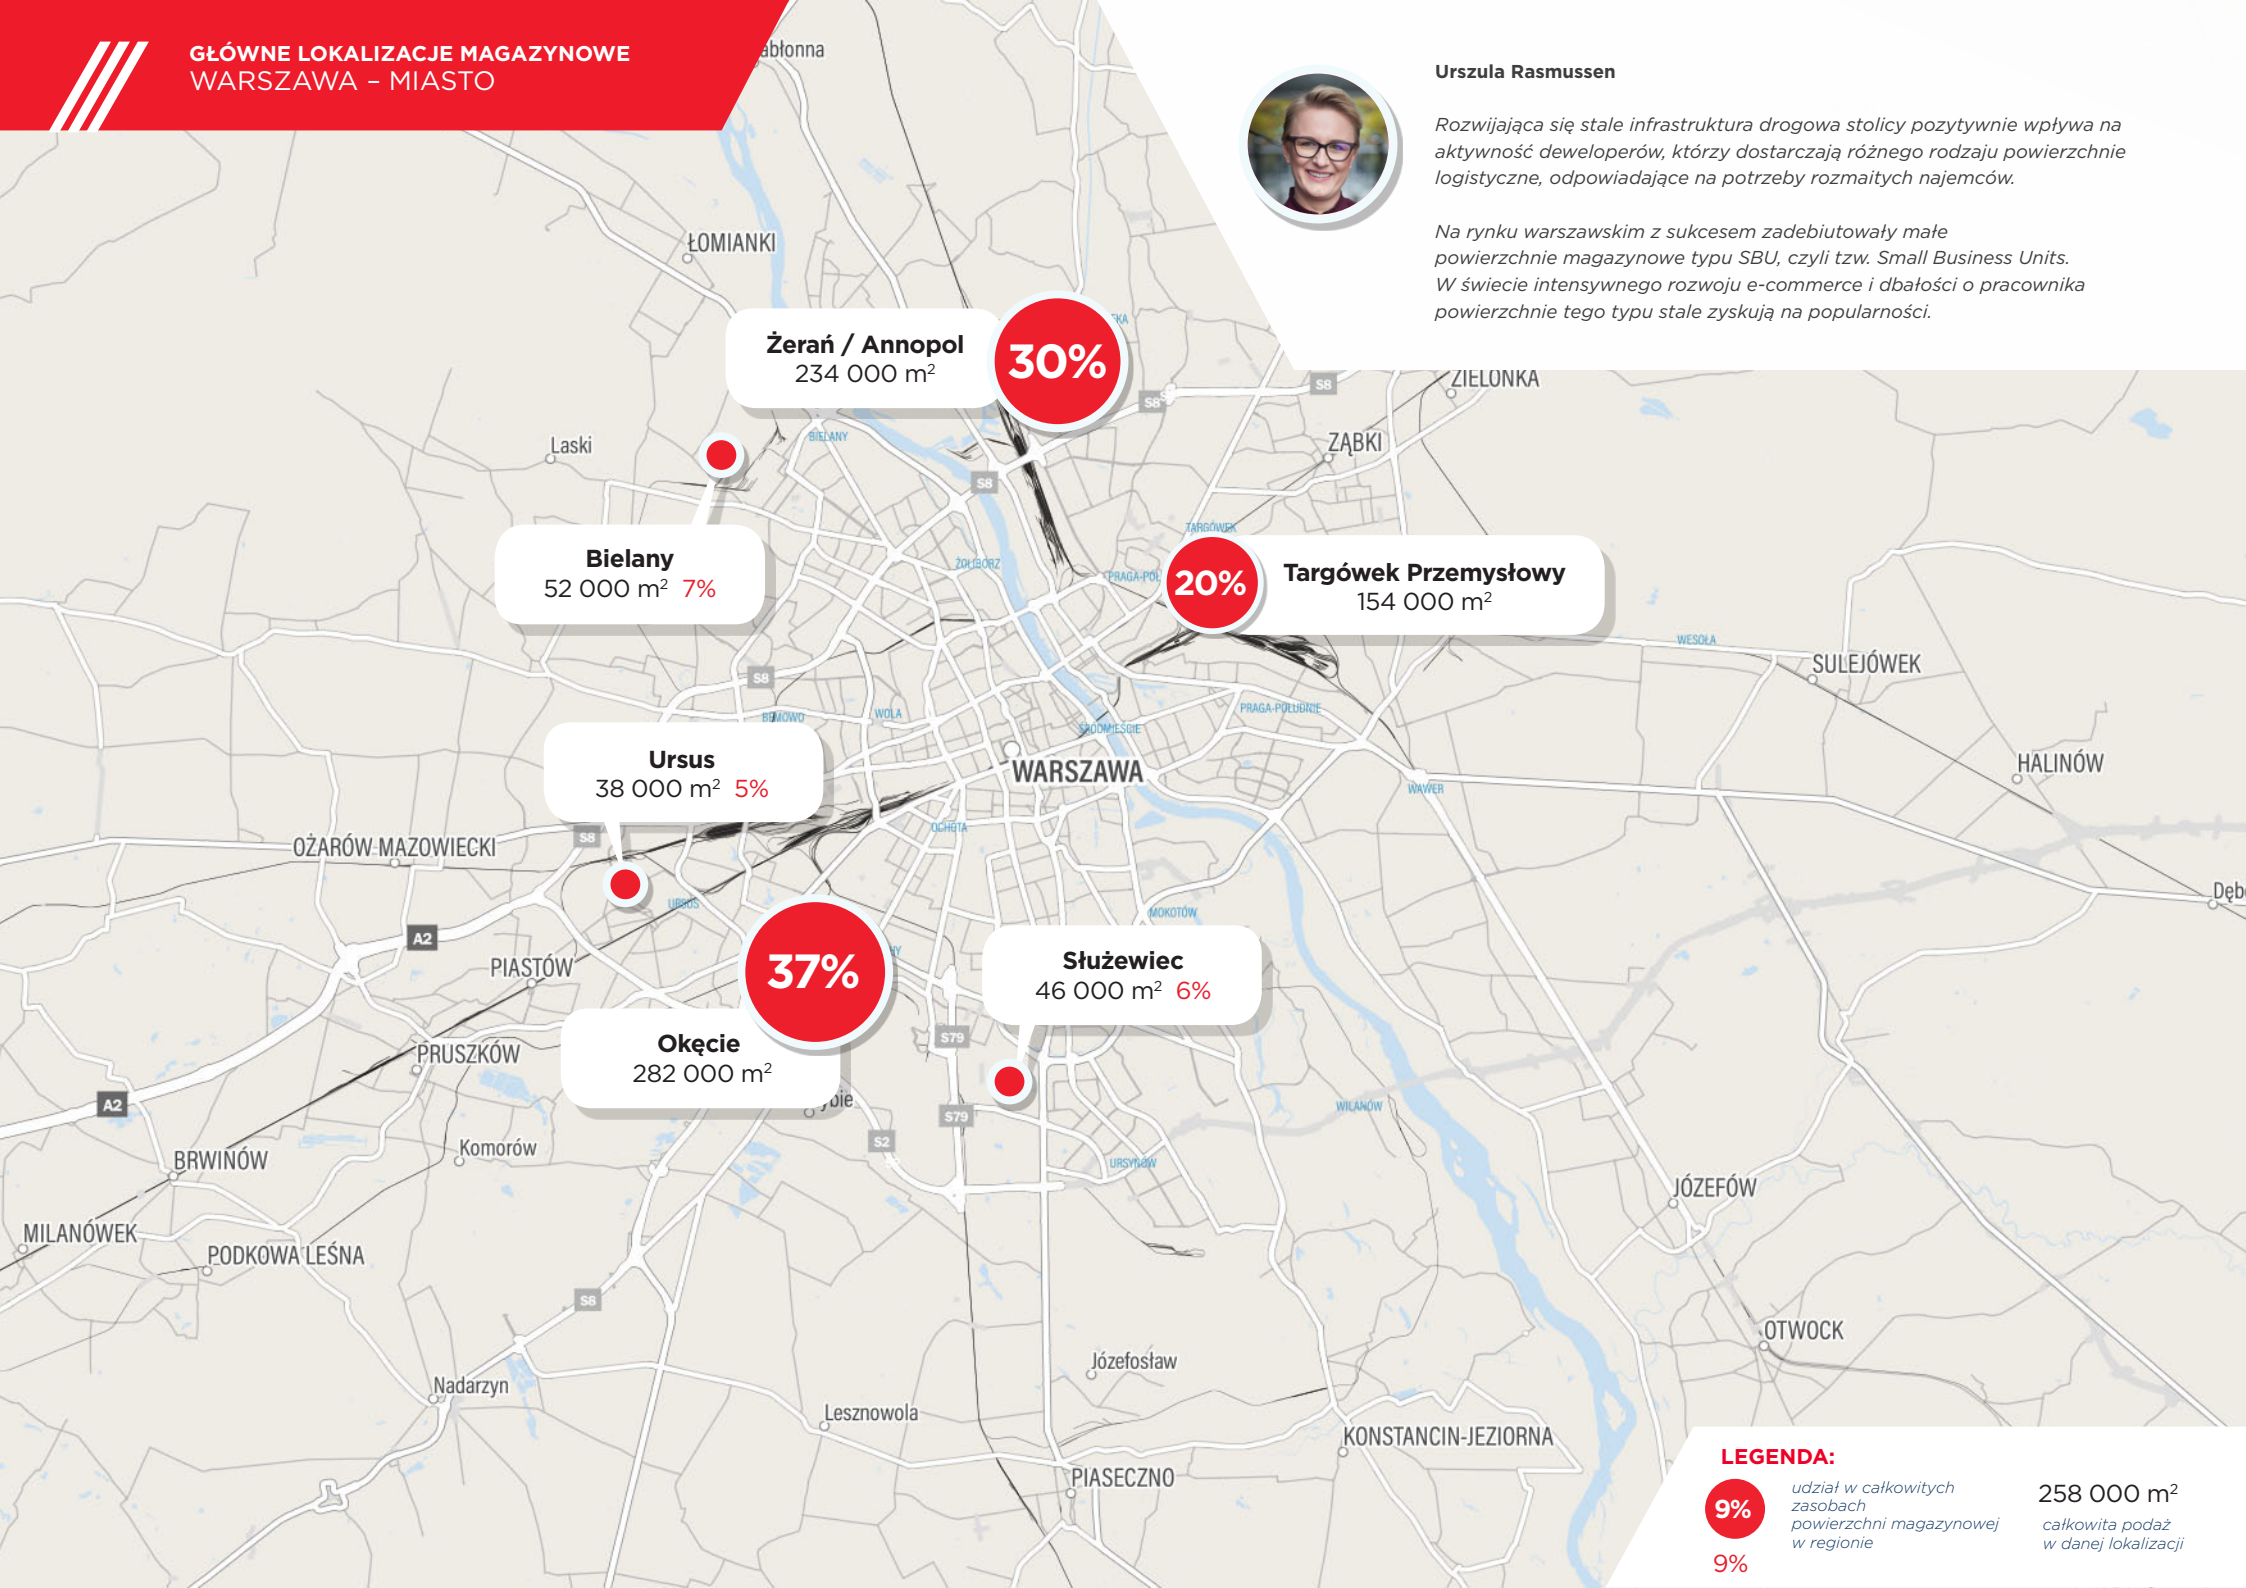 GŁÓWNE LOKALIZACJE MAGAZYNOWE
WARSZAWA – MIASTO
Urszula Rasmussen
Rozwijająca się stale infrastruktura drogowa stolicy pozytywnie wpływa na
aktywność deweloperów, którzy dostarczają różnego rodzaju powierzchnie
logistyczne, odpowiadające na potrzeby rozmaitych najemców.
Na rynku warszawskim z sukcesem zadebiutowały małe
powierzchnie magazynowe typu SBU, czyli tzw. Small Business Units.
W świecie intensywnego rozwoju e-commerce i dbałości o pracownika
powierzchnie tego typu stale zyskują na popularności.
ŁOMIANKI
Żerań / Annopol
234 000 m²
30%
ZIELONKA
S8
S8
BIELANY
Laski
ZĄBKI
S8
TARGÓWEK
Bielany
52 000 m² 7%
ŻOLIBORZ
20%
Targówek Przemysłowy
154 000 m²
WESOŁA
SULEJÓWEK
S8
BEMOWO
WOLA
PRAGA-POŁUDNIE
ŚRÓDMIEŚCIE
Ursus
38 000 m² 5%
WARSZAWA
HALINÓW
WAWER
OCHOTA
S8
OŻARÓW MAZOWIECKI
URSUS
MOKOTÓW
A2
PIASTÓW
37%
Służewiec
46 000 m² 6%
Okęcie
282 000 m²
S79
PRUSZKÓW
A2
S79
WILANÓW
S2
BRWINÓW
Komorów
URSYNÓW
JÓZEFÓW
MILANÓWEK
PODKOWA LEŚNA
S8
OTWOCK
Józefosław
Nadarzyn
Lesznowola
KONSTANCIN-JEZIORNA
PIASECZNO
LEGENDA:
9%
udział w całkowitych
zasobach
powierzchni magazynowej
w regionie
9%
258 000 m²
całkowita podaż
w danej lokalizacji